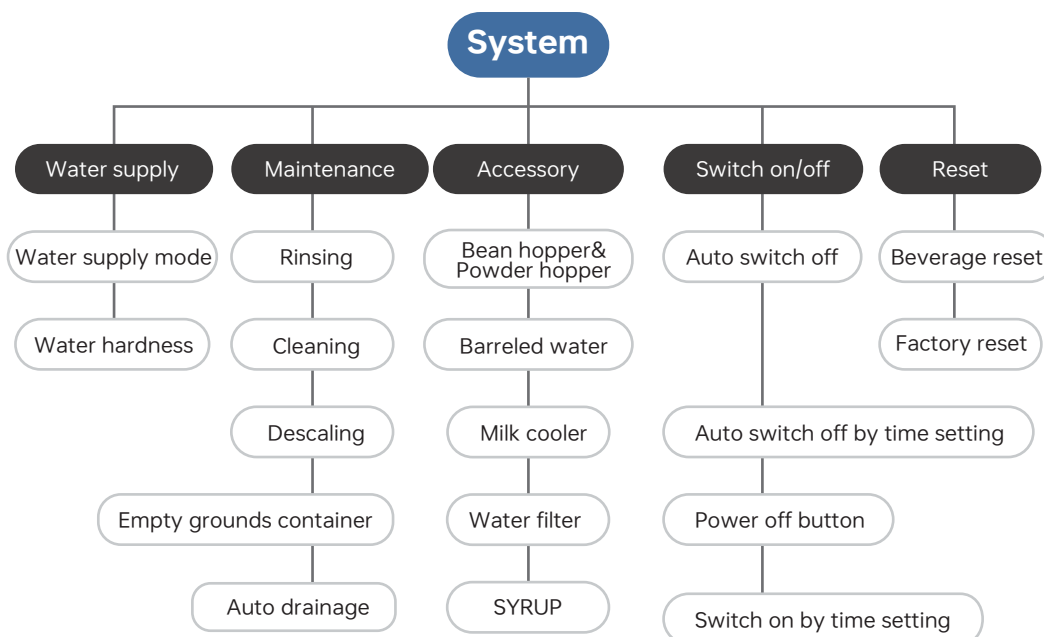 System
Water supply
Maintenance
Accessory
Switch on/off
Reset
Water supply mode
Rinsing
Bean hopper&
Powder hopper
Auto switch off
Beverage reset
Water hardness
Cleaning
Barreled water
Factory reset
Descaling
Milk cooler
Auto switch off by time setting
Empty grounds container
Water filter
Power off button
Auto drainage
SYRUP
Switch on by time setting